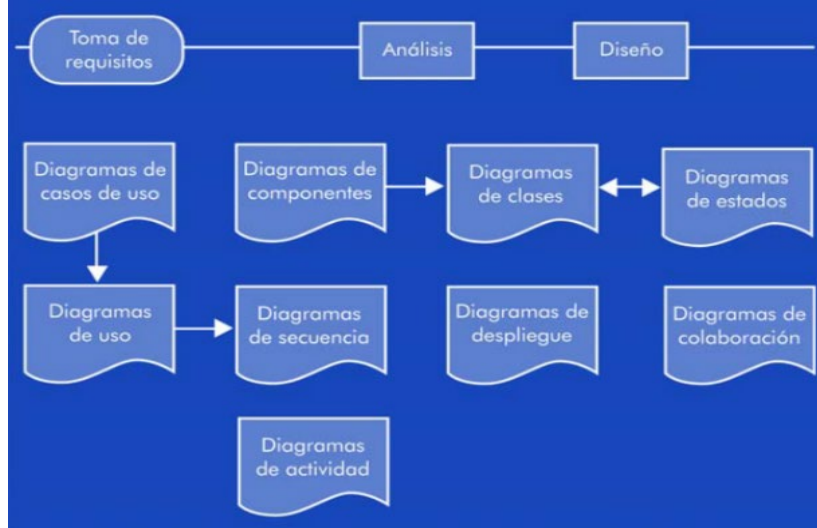 Toma de
requisitos
Análisis
Diseño
Diagramas de
casos de uso
Diagramas de
componentes
Diagramas
de clases
Diagramas
de estados
Diagramas
de uso
Diagramas
de secuencia
Diagramas de
despliegue
Diagramas de
colaboración
Diagramas
de actividad